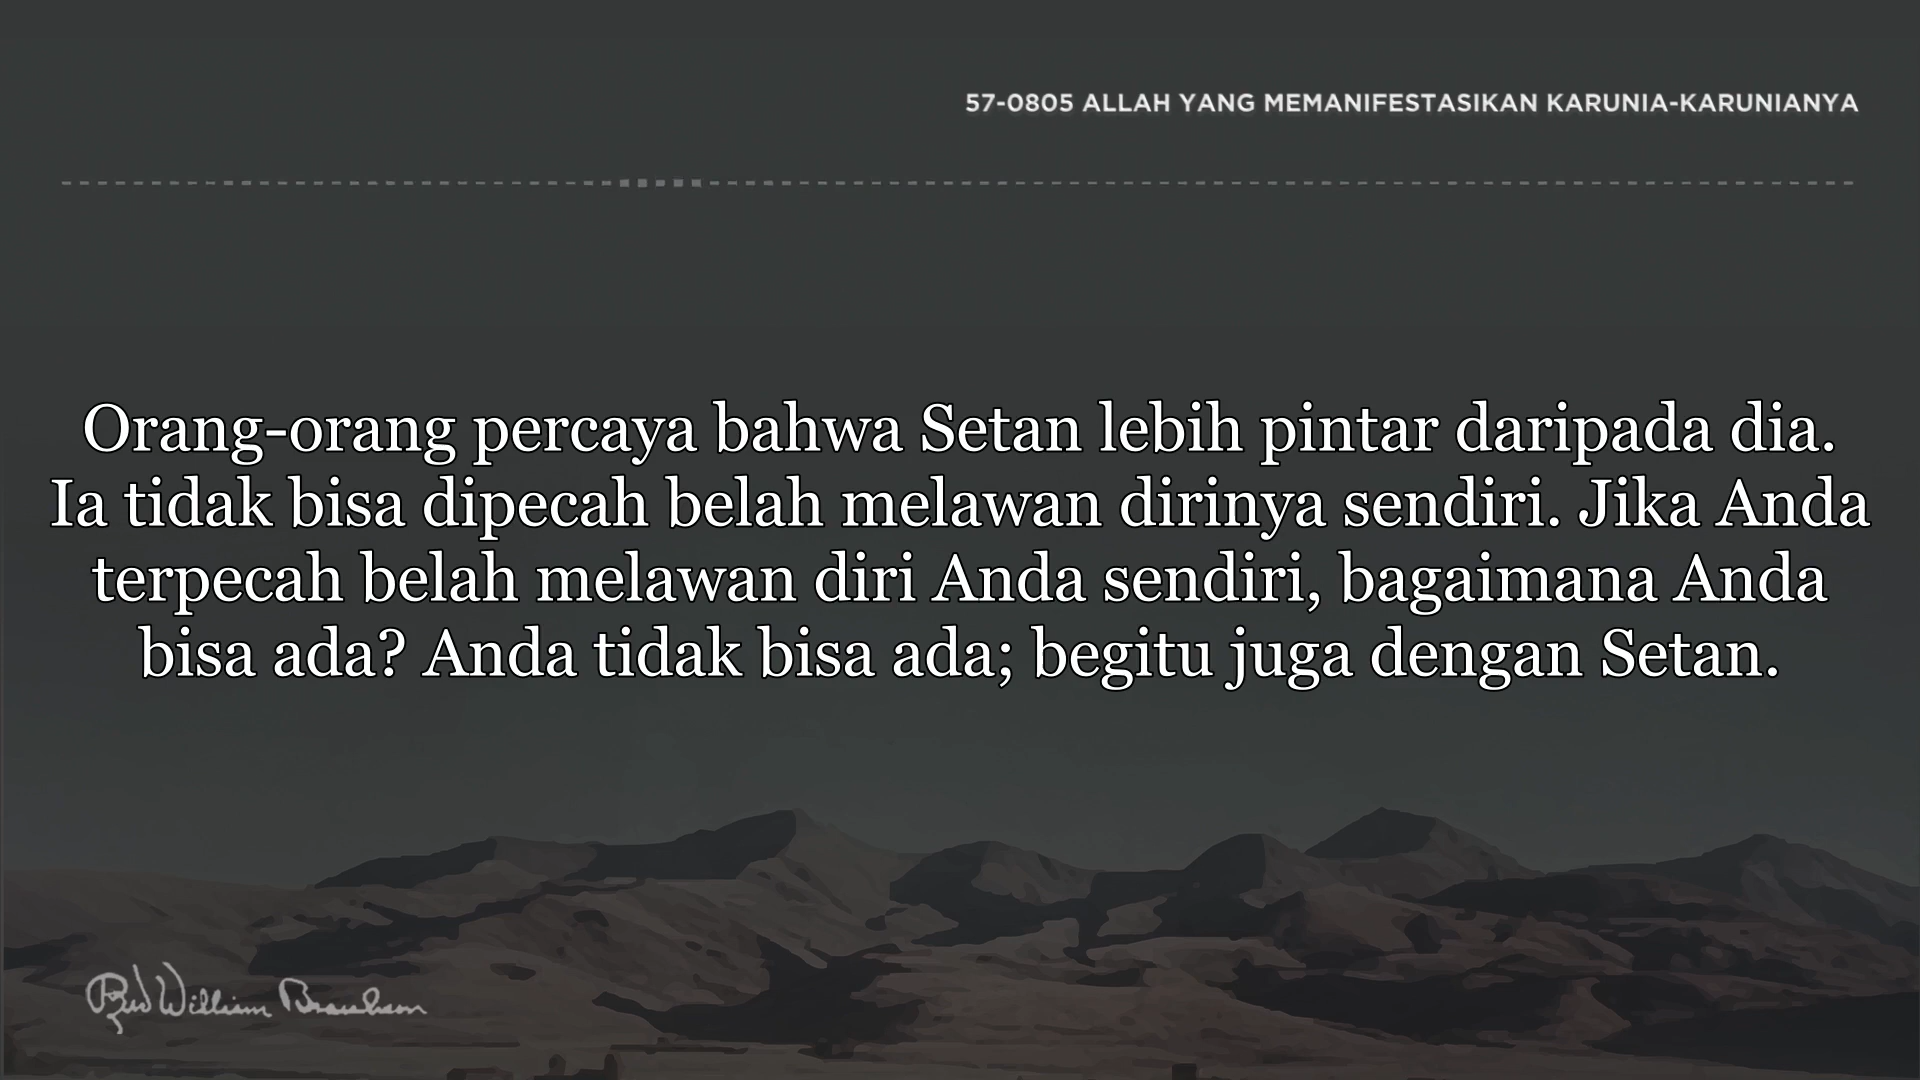 57-0805 ALLAH YANG MEMANIFESTASIKAN KARUNIA-KARUNIANYA
Orang-orang percaya bahwa Setan lebih pintar daripada dia.
Ia tidak bisa dipecah belah melawan dirinya sendiri. Jika Anda
terpecah belah melawan diri Anda sendiri, bagaimana Anda
bisa ada? Anda tidak bisa ada; begitu juga dengan Setan.
William Branham